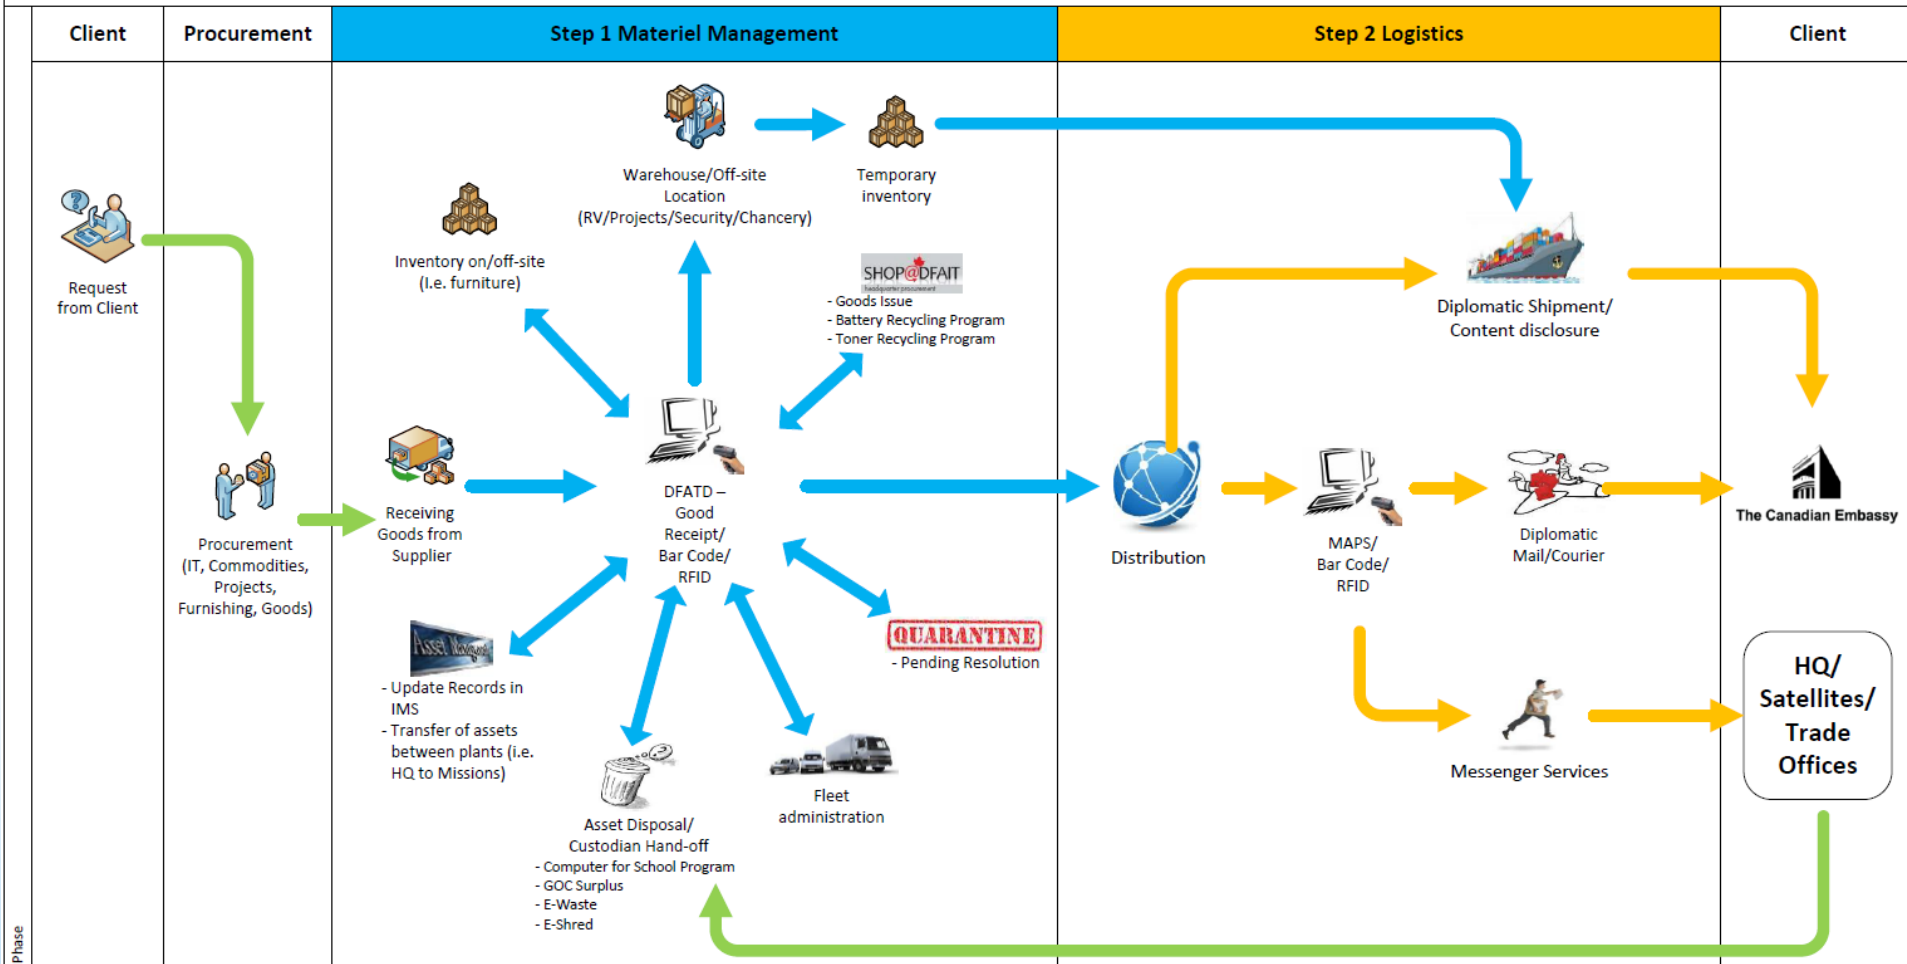 Client
Procurement
Step 1 Materiel Management
Step 2 Logistics
Client
Request
from Client
Procurement
(IT, Commodities,
Projects,
Furnishing, Goods)
Warehouse/Off-site
Location
(RV/Projects/Security/Chancery)
Temporary
inventory
Inventory on/off-site
(I.e. furniture)
SHOP@DFAIT
headquarter procurement
- Goods Issue
- Battery Recycling Program
- Toner Recycling Program
Receiving
Goods from
Supplier
DFATD –
Good
Receipt/
Bar Code/
RFID
QUARANTINE
- Pending Resolution
Asset Management
- Update Records in
IMS
- Transfer of assets
between plants (i.e.
HQ to Missions)
?
Asset Disposal/
Custodian Hand-off
- Computer for School Program
- GOC Surplus
- E-Waste
- E-Shred
Fleet
administration
Distribution
Diplomatic Shipment/
Content disclosure
MAPS/
Bar Code/
RFID
Diplomatic
Mail/Courier
Messenger Services
The Canadian Embassy
HQ/
Satellites/
Trade
Offices
Phase